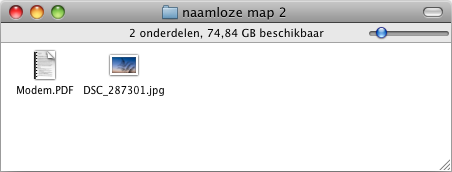 naamloze map 2
2 onderdelen, 74,84 GB beschikbaar
Modem.PDF
DSC_287301.jpg